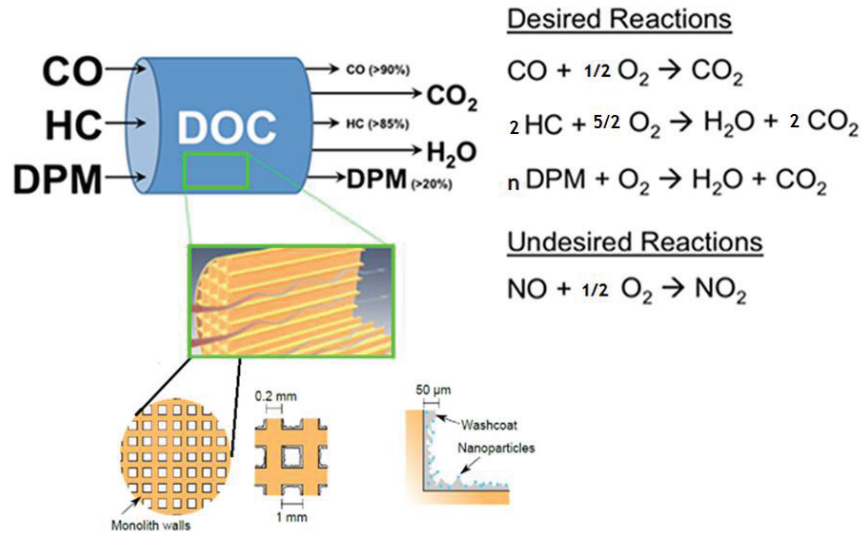 CO
HC
DPM
DOC
CO (>90%)
CO₂
HC (>85%)
H₂O
DPM (>20%)
Desired Reactions
CO + 1/2 O₂ → CO₂
2 HC + 5/2 O₂ → H₂O + 2 CO₂
n DPM + O₂ → H₂O + CO₂
Undesired Reactions
NO + 1/2 O₂ → NO₂
0.2 mm
1 mm
Monolith walls
50 µm
Washcoat
Nanoparticles